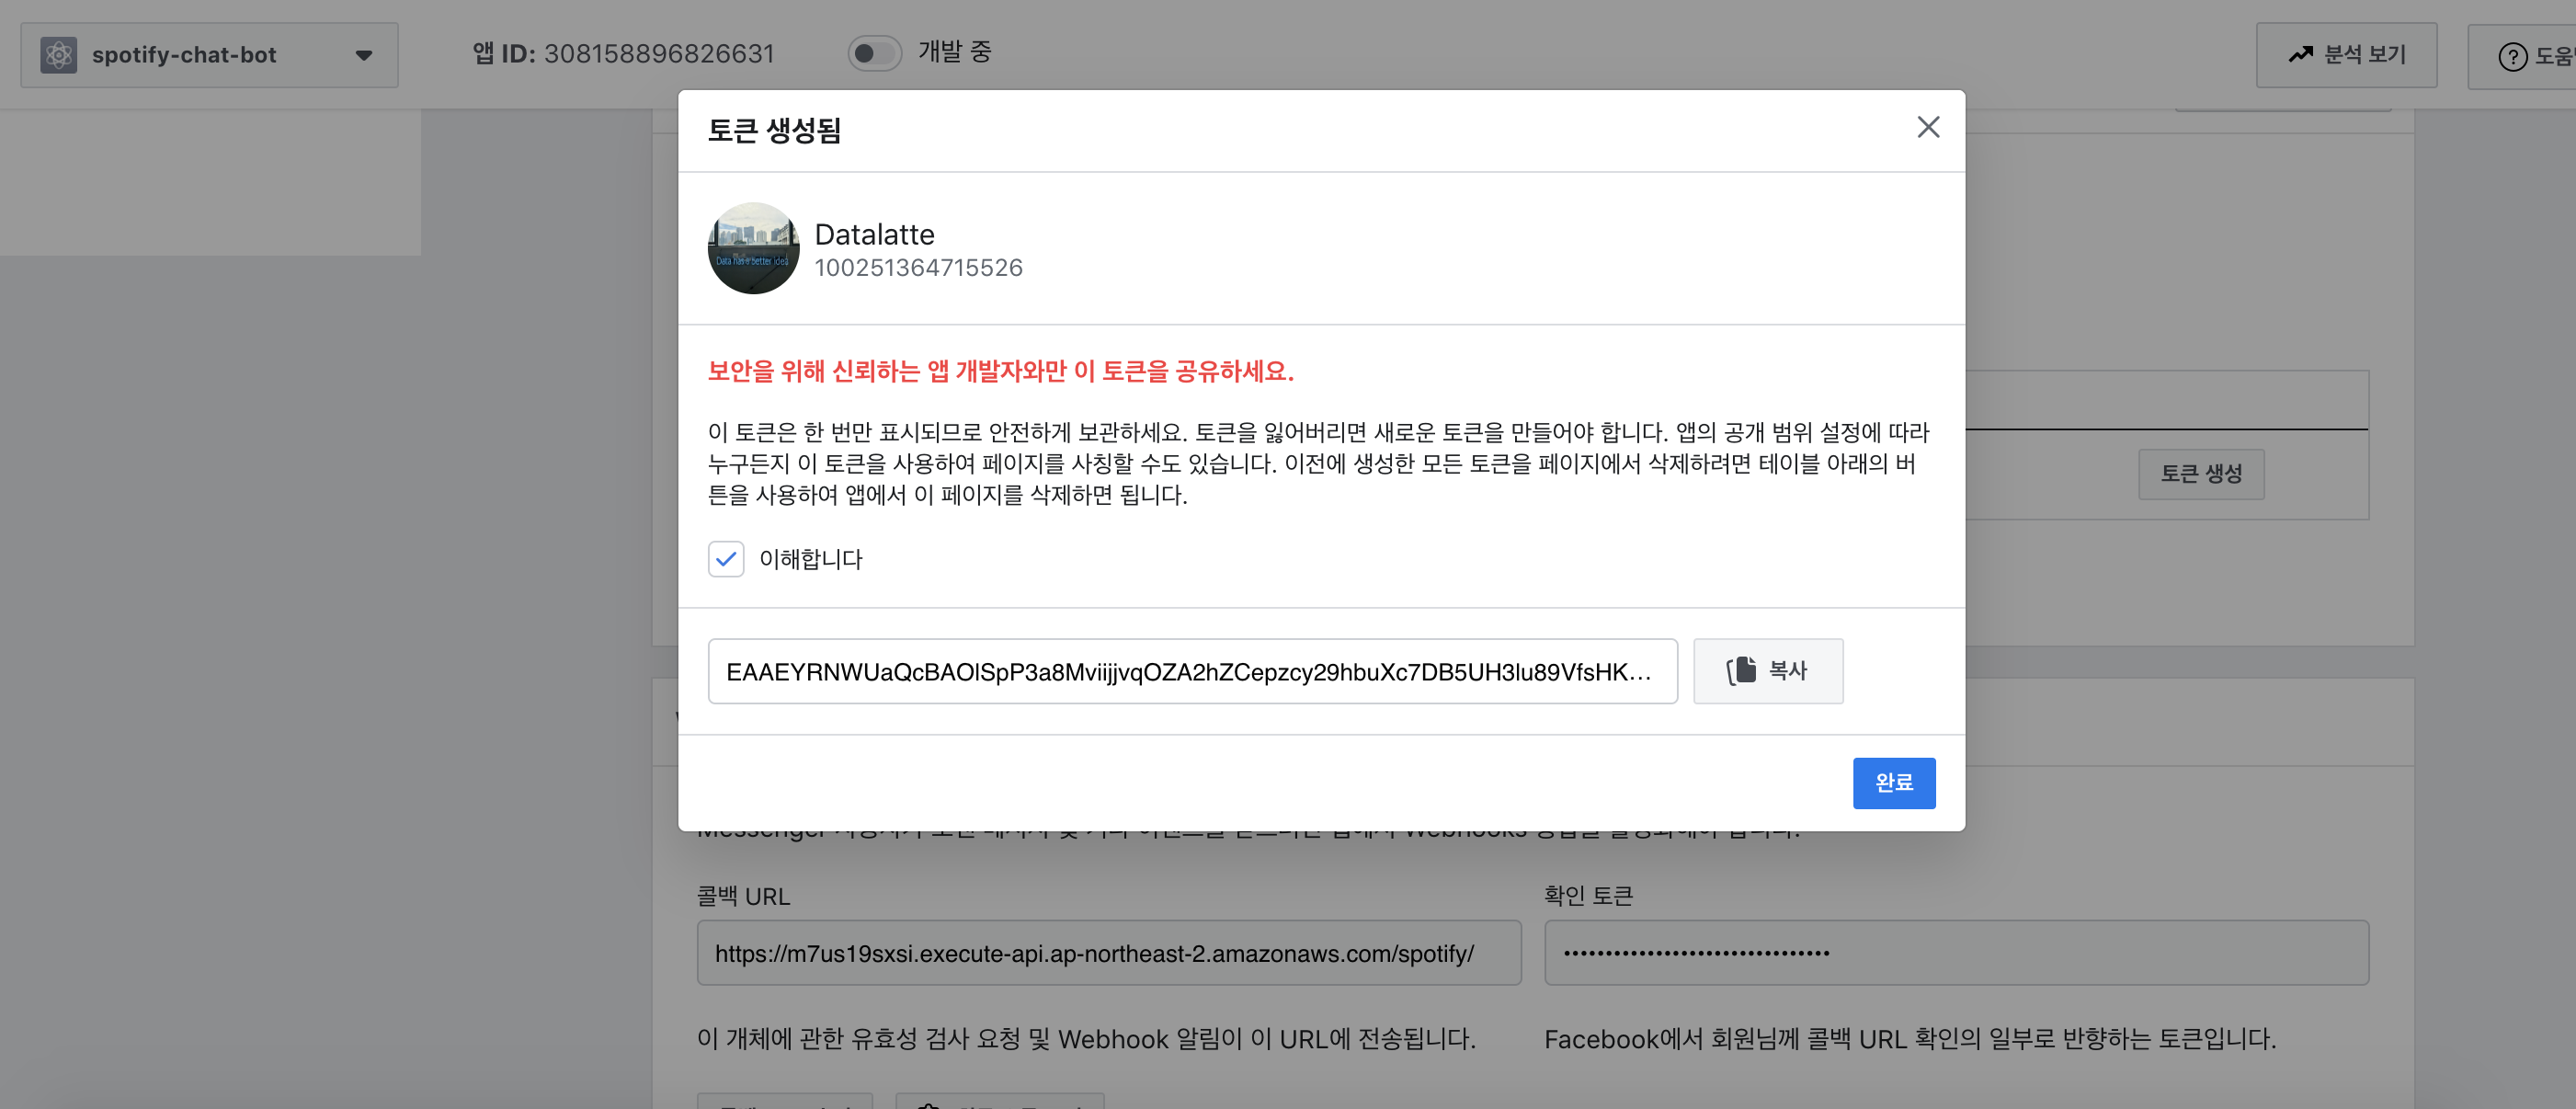 spotify-chat-bot
앱 ID: 308158896826631
개발 중
분석 보기
토큰 생성됨
Datalatte
100251364715526
Data has a better idea
보안을 위해 신뢰하는 앱 개발자와만 이 토큰을 공유하세요.
이 토큰은 한 번만 표시되므로 안전하게 보관하세요. 토큰을 잃어버리면 새로운 토큰을 만들어야 합니다. 앱의 공개 범위 설정에 따라
누구든지 이 토큰을 사용하여 페이지를 사칭할 수도 있습니다. 이전에 생성한 모든 토큰을 페이지에서 삭제하려면 테이블 아래의 버
튼을 사용하여 앱에서 이 페이지를 삭제하면 됩니다.
토큰 생성
이해합니다
EAAEYRNWUaQcBAOlSpP3a8MviijjvqOZA2hZCepzcy29hbuXc7DB5UH3lu89VfsHK...
복사
완료
콜백 URL
확인 토큰
https://m7us19sxsi.execute-api.ap-northeast-2.amazonaws.com/spotify/
이 개체에 관한 유효성 검사 요청 및 Webhook 알림이 이 URL에 전송됩니다.
Facebook에서 회원님께 콜백 URL 확인의 일부로 반향하는 토큰입니다.